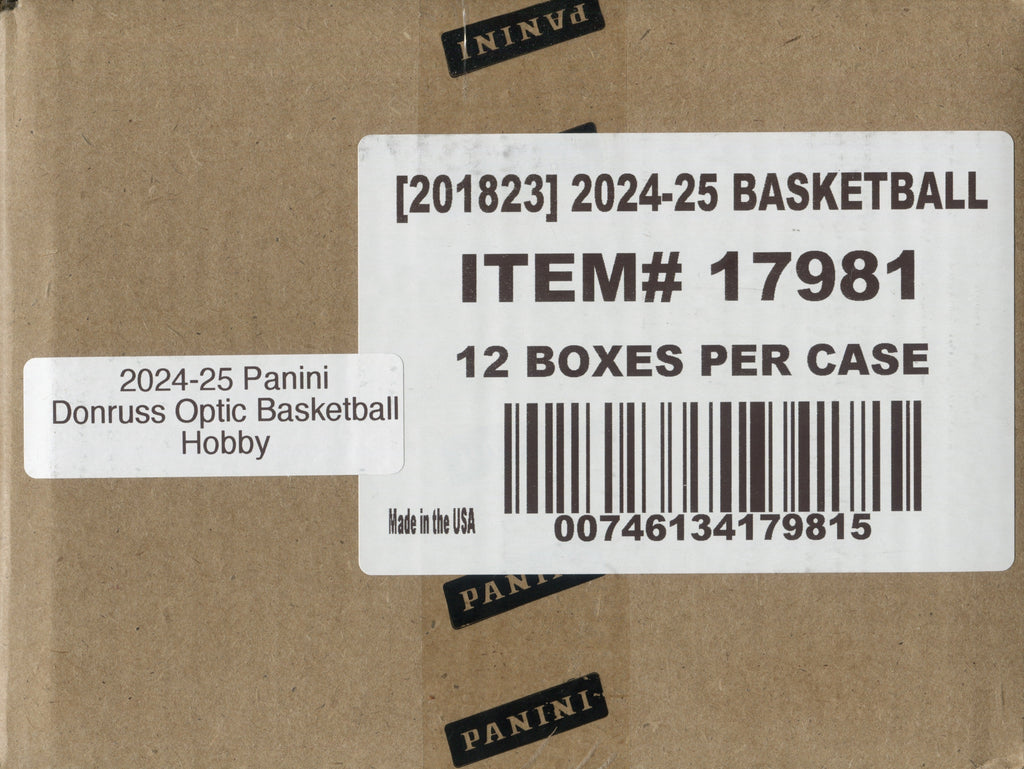 PANINI
[201823] 2024-25 BASKETBALL
ITEM# 17981
12 BOXES PER CASE
2024-25 Panini
Donruss Optic Basketball
Hobby
Made in the USA
00746134179815
PANINI
PANINI